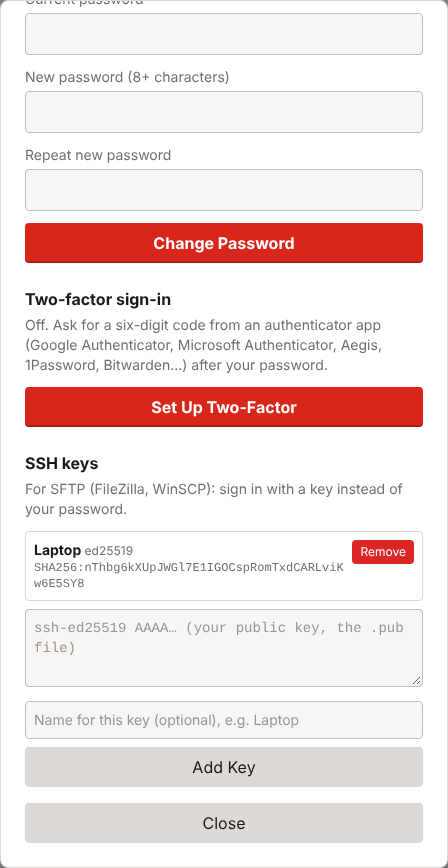 Current password
New password (8+ characters)
Repeat new password
Change Password
Two-factor sign-in
Off. Ask for a six-digit code from an authenticator app
(Google Authenticator, Microsoft Authenticator, Aegis,
1Password, Bitwarden…) after your password.
Set Up Two-Factor
SSH keys
For SFTP (FileZilla, WinSCP): sign in with a key instead of
your password.
Laptop ed25519
Remove
SHA256:nThbg6kXUpJWGl7E1IGOCspRomTxdCARLviK
w6E5SY8
ssh-ed25519 AAAA… (your public key, the .pub
file)
Name for this key (optional), e.g. Laptop
Add Key
Close